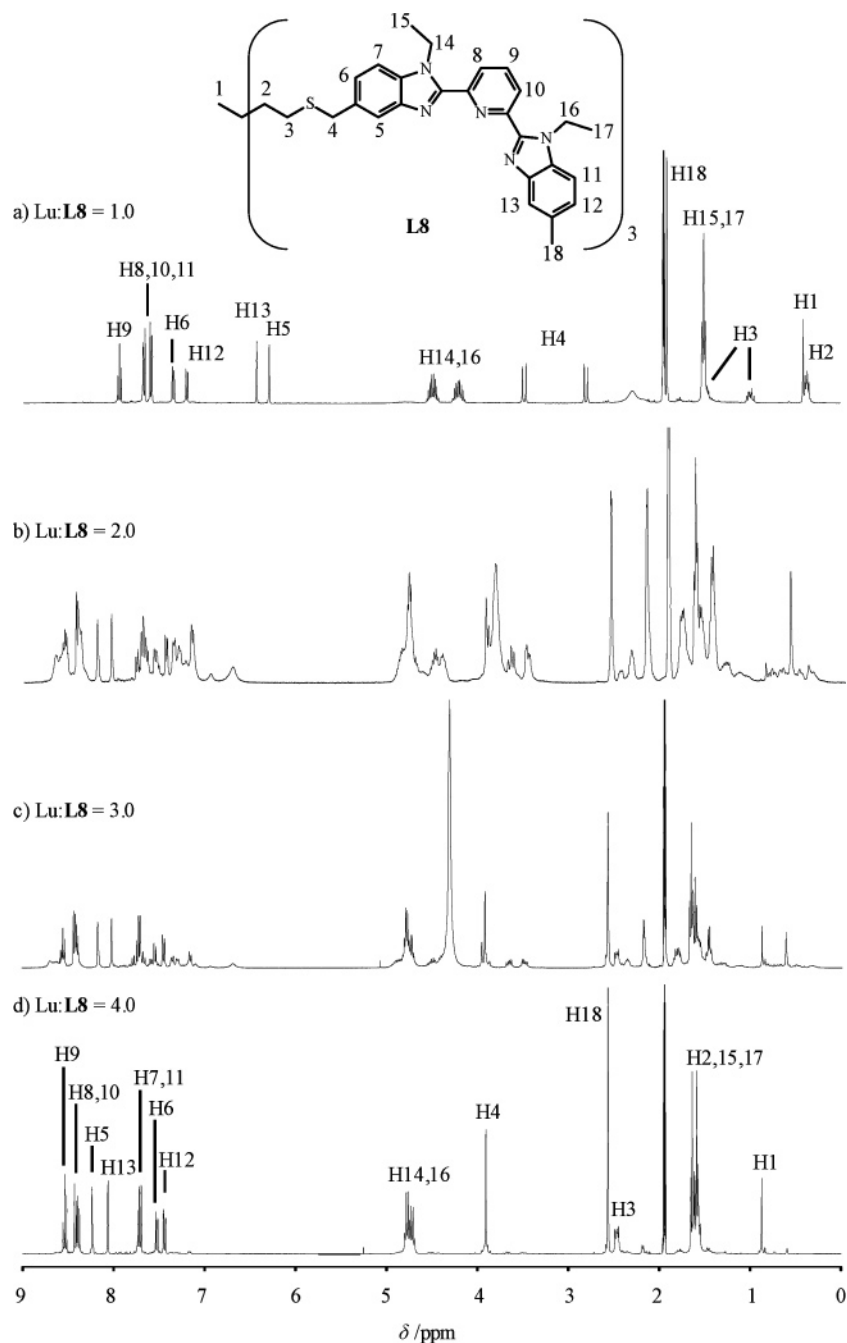 15
14
7
8
9
6
10
1
2
S
N
N
N
16
3
4
5
17
N
N
11
13
12
L8
18
3
a) Lu:L8 = 1.0
H18
H15,17
H8,10,11
H9
H6
H12
H13
H5
H14,16
H4
H3
H1
H2
b) Lu:L8 = 2.0
c) Lu:L8 = 3.0
d) Lu:L8 = 4.0
H18
H9
H8,10
H5
H13
H7,11
H6
H12
H14,16
H4
H3
H2,15,17
H1
9 8 7 6 5 4 3 2 1 0
δ /ppm